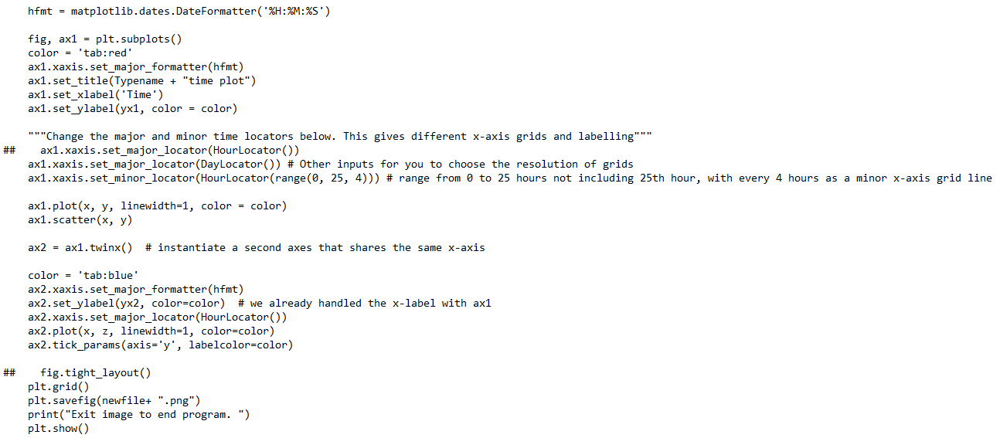 hfmt = matplotlib.dates.DateFormatter('%H:%M:%S')
fig, ax1 = plt.subplots()
color = 'tab:red'
ax1.xaxis.set_major_formatter(hfmt)
ax1.set_title(Typename + "time plot")
ax1.set_xlabel('Time')
ax1.set_ylabel(yx1, color = color)
"""Change the major and minor time locators below. This gives different x-axis grids and labelling"""
##    ax1.xaxis.set_major_locator(HourLocator())
ax1.xaxis.set_major_locator(DayLocator()) # Other inputs for you to choose the resolution of grids
ax1.xaxis.set_minor_locator(HourLocator(range(0, 25, 4))) # range from 0 to 25 hours not including 25th hour, with every 4 hours as a minor x-axis grid line
ax1.plot(x, y, linewidth=1, color = color)
ax1.scatter(x, y)
ax2 = ax1.twinx()  # instantiate a second axes that shares the same x-axis
color = 'tab:blue'
ax2.xaxis.set_major_formatter(hfmt)
ax2.set_ylabel(yx2, color=color)  # we already handled the x-label with ax1
ax2.xaxis.set_major_locator(HourLocator())
ax2.plot(x, z, linewidth=1, color=color)
ax2.tick_params(axis='y', labelcolor=color)
##    fig.tight_layout()
plt.grid()
plt.savefig(newfile+ ".png")
print("Exit image to end program. ")
plt.show()